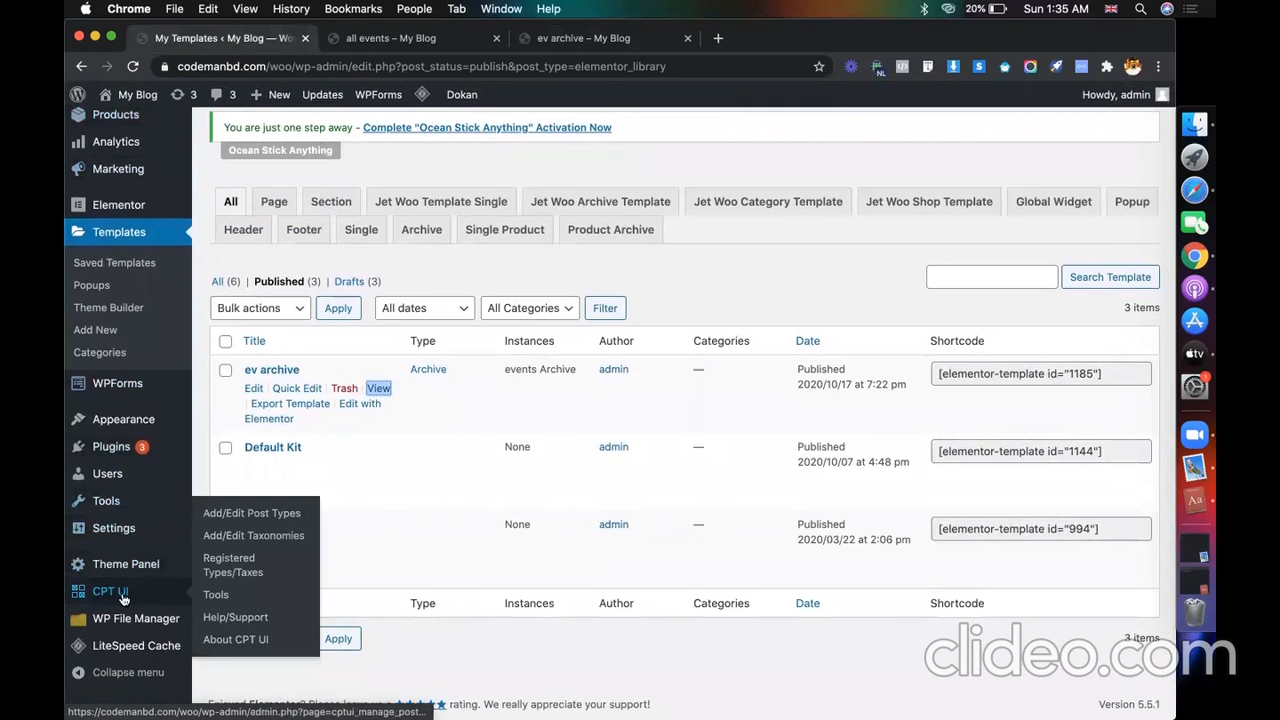 Chrome File Edit View History Bookmarks People Tab Window Help 20% Sun 1:35 AM
My Templates ‹ My Blog — Wo
all events – My Blog
ev archive – My Blog
codemanbd.com/woo/wp-admin/edit.php?post_status=publish&post_type=elementor_library
NL
My Blog 3 3 New Updates WPForms Dokan Howdy, admin
Products
Analytics
Marketing
Elementor
Templates
Saved Templates
Popups
Theme Builder
Add New
Categories
WPForms
Appearance
Plugins 3
Users
Tools
Settings
Theme Panel
CPT UI
WP File Manager
LiteSpeed Cache
Collapse menu
Add/Edit Post Types
Add/Edit Taxonomies
Registered
Types/Taxes
Tools
Help/Support
About CPT UI
You are just one step away - Complete "Ocean Stick Anything" Activation Now
Ocean Stick Anything
All Page Section Jet Woo Template Single Jet Woo Archive Template Jet Woo Category Template Jet Woo Shop Template Global Widget Popup
Header Footer Single Archive Single Product Product Archive
All (6) | Published (3) | Drafts (3)
Search Template
Bulk actions Apply All dates All Categories Filter 3 items
Title Type Instances Author Categories Date Shortcode
ev archive Archive events Archive admin — Published [elementor-template id="1185"]
2020/10/17 at 7:22 pm
Edit Quick Edit Trash View
Export Template Edit with
Elementor
Default Kit None admin — Published [elementor-template id="1144"]
2020/10/07 at 4:48 pm
None admin — Published [elementor-template id="994"]
2020/03/22 at 2:06 pm
Type Instances Author Categories Date Shortcode
Apply 3 items
rating. We really appreciate your support! Version 5.5.1
https://codemanbd.com/woo/wp-admin/admin.php?page=cptui_manage_post...
tv
Aa
clideo.com